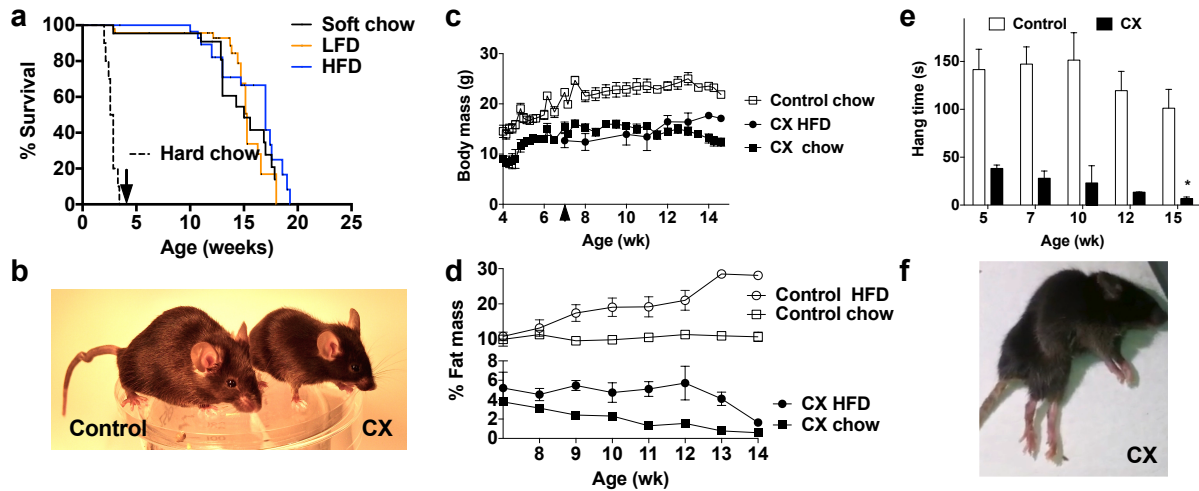 a
Soft chow
LFD
HFD
Hard chow
100
80
60
40
20
0
% Survival
0 5 10 15 20 25
Age (weeks)
b
Control
CX
c
30
20
10
0
Body mass (g)
Control chow
CX HFD
CX chow
4 6 8 10 12 14
Age (wk)
d
30
20
10
8
6
4
2
0
% Fat mass
Control HFD
Control chow
CX HFD
CX chow
8 9 10 11 12 13 14
Age (wk)
e
Control CX
200
150
100
50
0
Hang time (s)
*
5 7 10 12 15
Age (wk)
f
CX